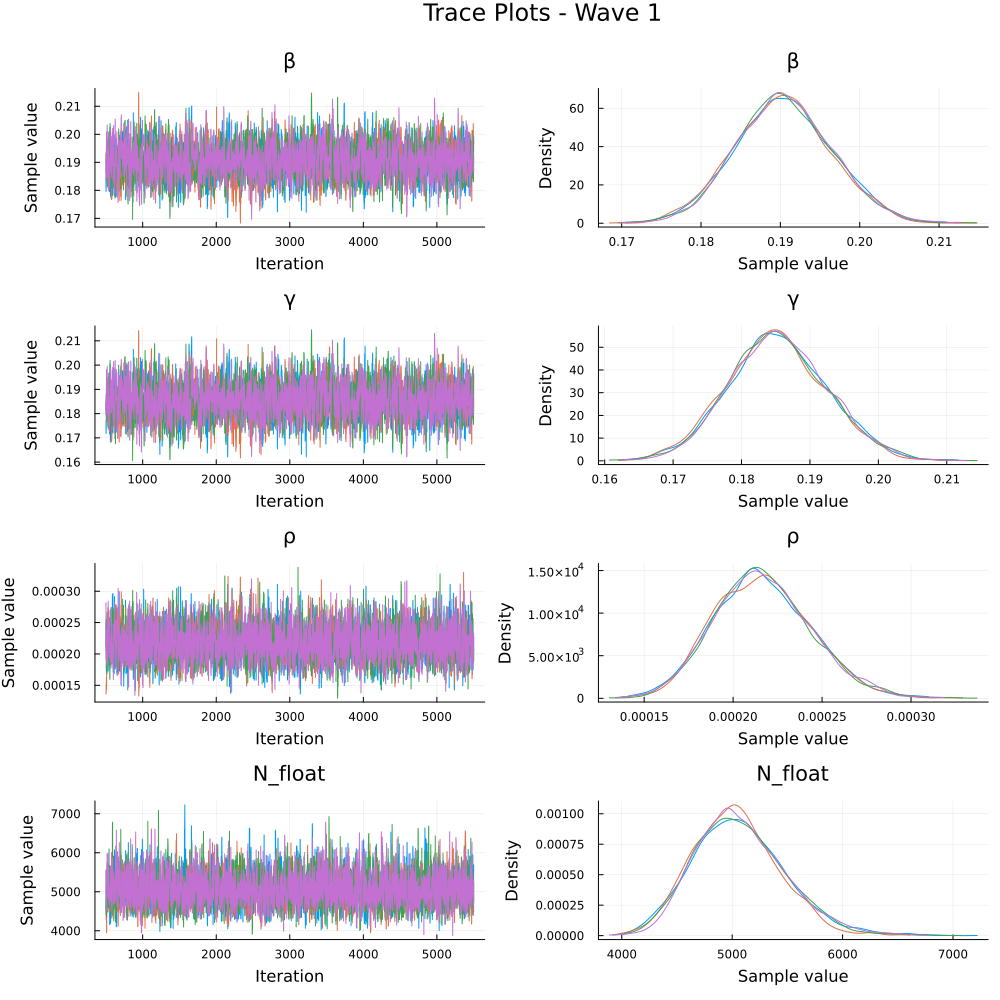 Trace Plots - Wave 1
β
Sample value
0.21
0.20
0.19
0.18
0.17
1000 2000 3000 4000 5000
Iteration
β
Density
60
40
20
0
0.17 0.18 0.19 0.20 0.21
Sample value
γ
Sample value
0.21
0.20
0.19
0.18
0.17
0.16
1000 2000 3000 4000 5000
Iteration
γ
Density
50
40
30
20
10
0
0.16 0.17 0.18 0.19 0.20 0.21
Sample value
ρ
Sample value
0.00030
0.00025
0.00020
0.00015
1000 2000 3000 4000 5000
Iteration
ρ
Density
1.50×10⁴
1.00×10⁴
5.00×10³
0
0.00015 0.00020 0.00025 0.00030
Sample value
N_float
Sample value
7000
6000
5000
4000
1000 2000 3000 4000 5000
Iteration
N_float
Density
0.00100
0.00075
0.00050
0.00025
0.00000
4000 5000 6000 7000
Sample value